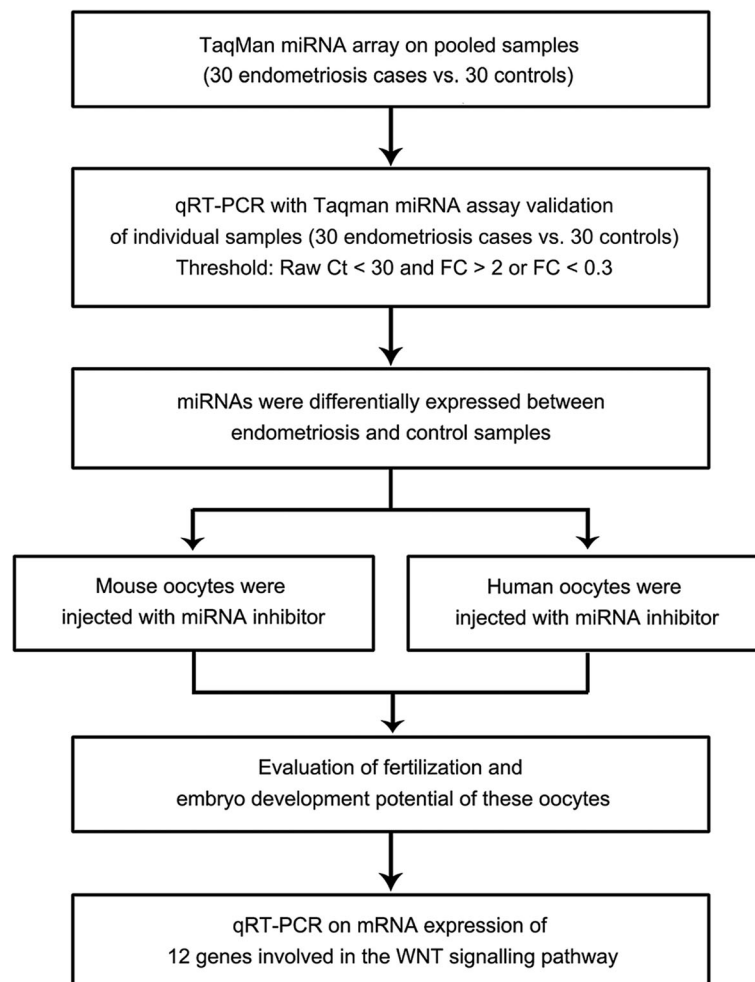 TaqMan miRNA array on pooled samples
(30 endometriosis cases vs. 30 controls)
qRT-PCR with Taqman miRNA assay validation
of individual samples (30 endometriosis cases vs. 30 controls)
Threshold: Raw Ct < 30 and FC > 2 or FC < 0.3
miRNAs were differentially expressed between
endometriosis and control samples
Mouse oocytes were
injected with miRNA inhibitor
Human oocytes were
injected with miRNA inhibitor
Evaluation of fertilization and
embryo development potential of these oocytes
qRT-PCR on mRNA expression of
12 genes involved in the WNT signalling pathway